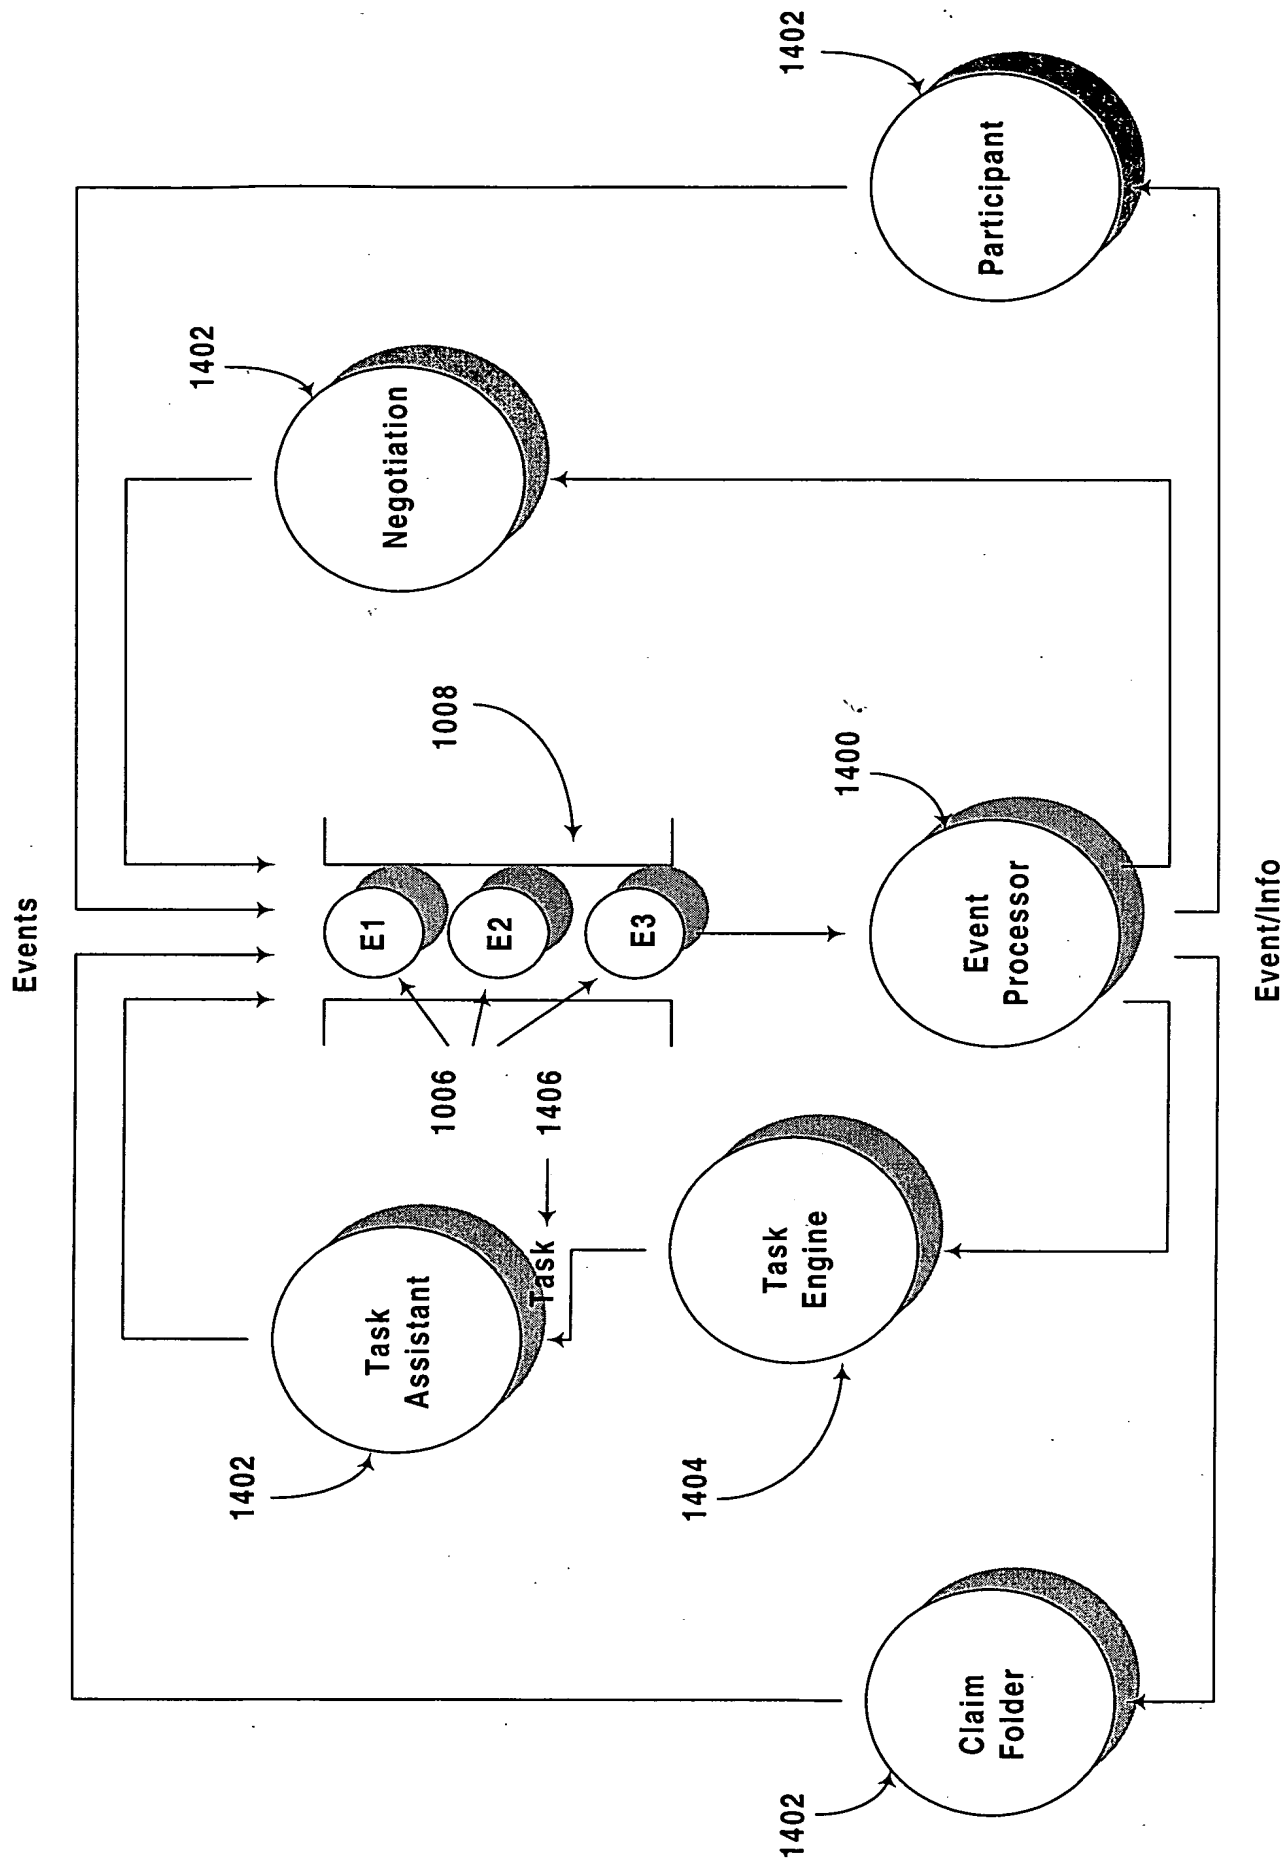 Events
1402
1402
Task
Assistant
E1
Negotiation
1006
1008
E2
Task
1406
E3
1404
Task
Engine
1402
1402
1400
Claim
Folder
Event
Processor
Participant
Event/Info